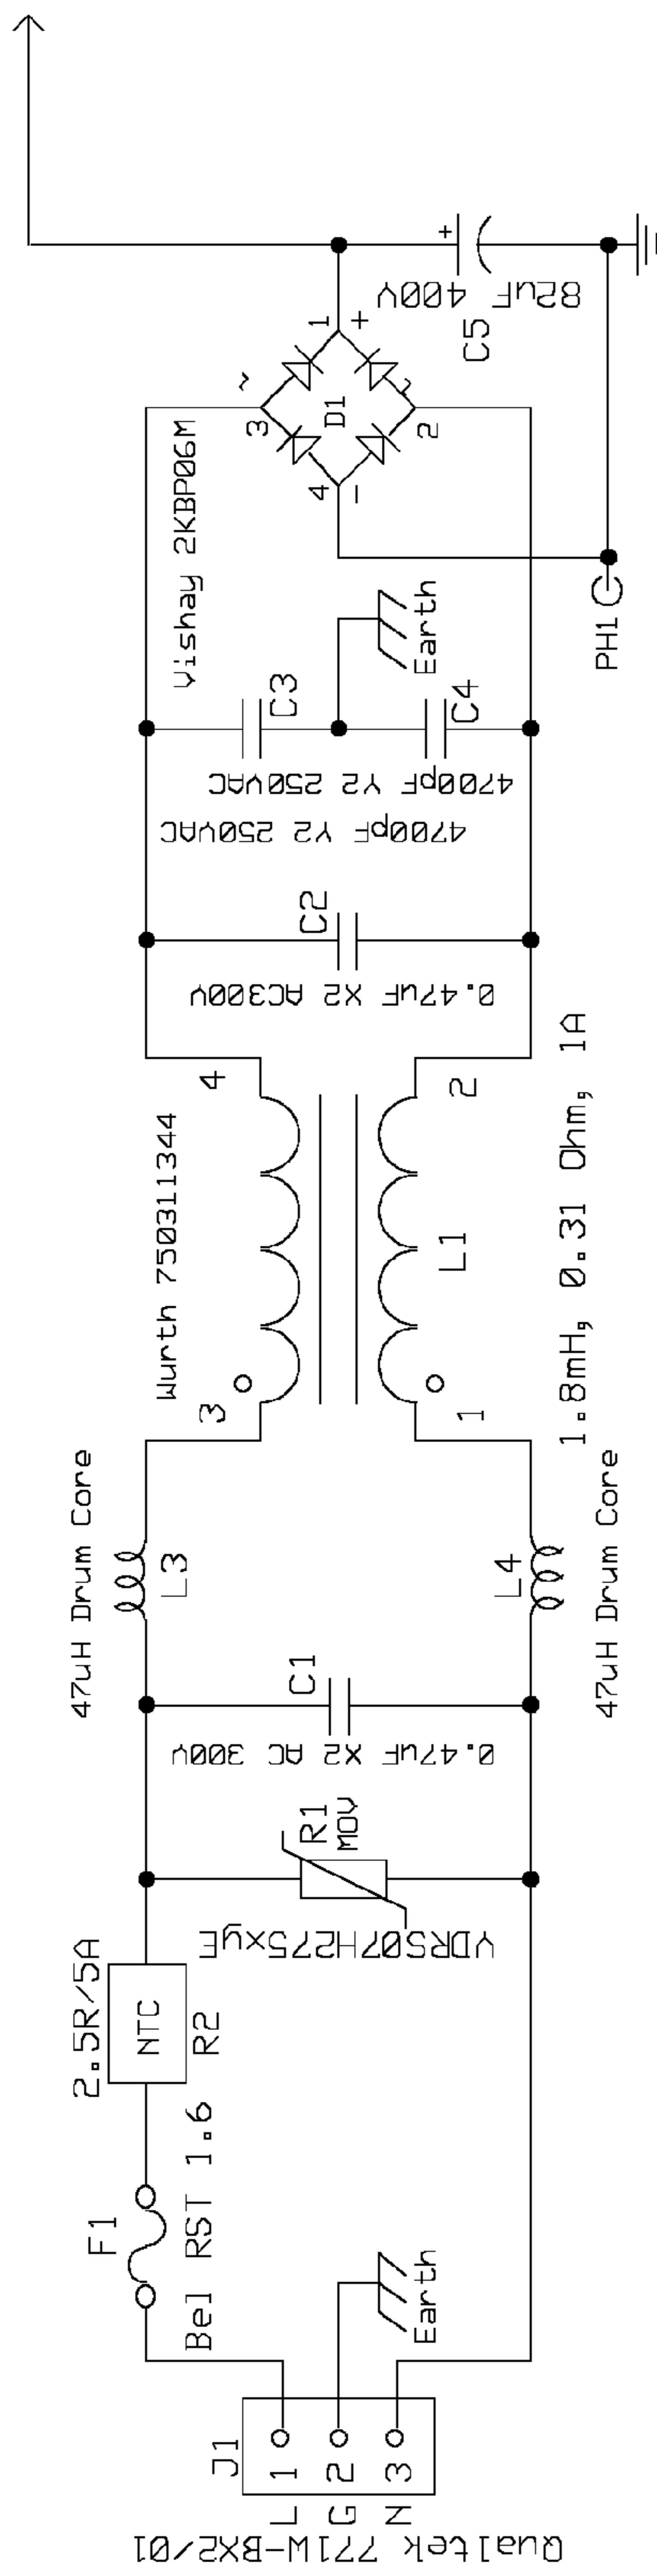 J1
L
G
N
1
2
3
Qualtek 771W-BX2/01
Earth
F1
Bel RST 1.6
2.5R/5A
NTC
R2
R1
MOV
VDRS07H275xyE
C1
0.47uF X2 AC 300V
47uH Drum Core
L3
L4
47uH Drum Core
Wurth 750311344
3
4
1
2
L1
1.8mH, 0.31 Ohm, 1A
C2
0.47uF X2 AC300V
C3
C4
4700pF Y2 250VAC
4700pF Y2 250VAC
Earth
Vishay 2KBP06M
D1
~
3
4
-
1
+
2
~
PH1
+
82uF 400V
C5